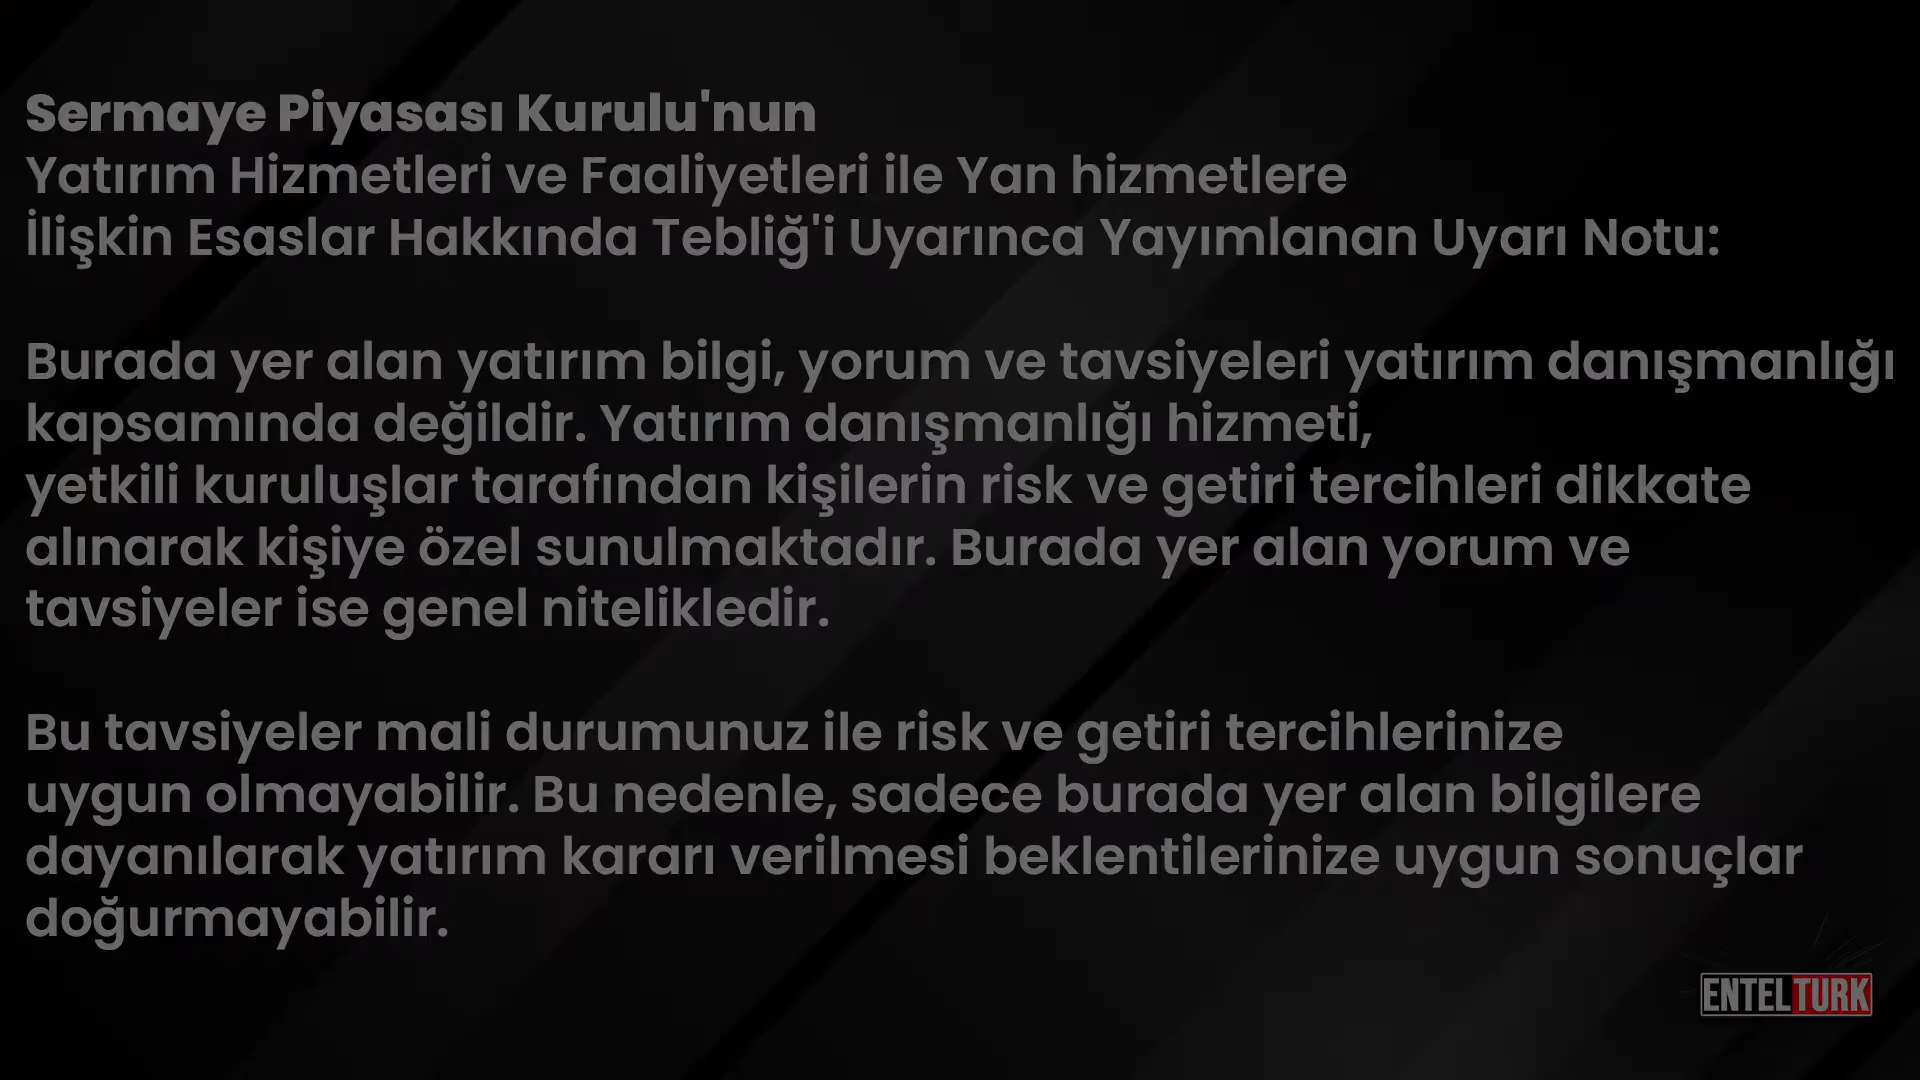 Sermaye Piyasası Kurulu'nun
Yatırım Hizmetleri ve Faaliyetleri ile Yan hizmetlere
İlişkin Esaslar Hakkında Tebliğ'i Uyarınca Yayımlanan Uyarı Notu:
Burada yer alan yatırım bilgi, yorum ve tavsiyeleri yatırım danışmanlığı
kapsamında değildir. Yatırım danışmanlığı hizmeti,
yetkili kuruluşlar tarafından kişilerin risk ve getiri tercihleri dikkate
alınarak kişiye özel sunulmaktadır. Burada yer alan yorum ve
tavsiyeler ise genel nitelikledir.
Bu tavsiyeler mali durumunuz ile risk ve getiri tercihlerinize
uygun olmayabilir. Bu nedenle, sadece burada yer alan bilgilere
dayanılarak yatırım kararı verilmesi beklentilerinize uygun sonuçlar
doğurmayabilir.
ENTELTURK